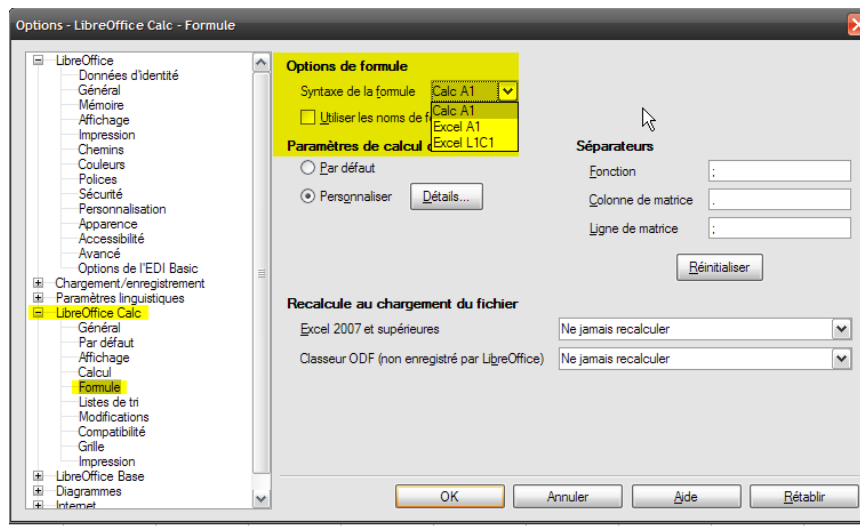 Options - LibreOffice Calc - Formule
LibreOffice
Données d'identité
Général
Mémoire
Affichage
Impression
Chemins
Couleurs
Polices
Sécurité
Personnalisation
Apparence
Accessibilité
Avancé
Options de l'EDI Basic
Chargement/enregistrement
Paramètres linguistiques
LibreOffice Calc
Général
Par défaut
Affichage
Calcul
Formule
Listes de tri
Modifications
Compatibilité
Grille
Impression
LibreOffice Base
Diagrammes
Internet
Options de formule
Syntaxe de la formule Calc A1
Calc A1
Excel A1
Excel L1C1
Utiliser les noms de
Paramètres de calcul
Par défaut
Personnaliser Détails...
Séparateurs
Fonction ;
Colonne de matrice .
Ligne de matrice ;
Réinitialiser
Recalcule au chargement du fichier
Excel 2007 et supérieures Ne jamais recalculer
Classeur ODF (non enregistré par LibreOffice) Ne jamais recalculer
OK Annuler Aide Rétablir